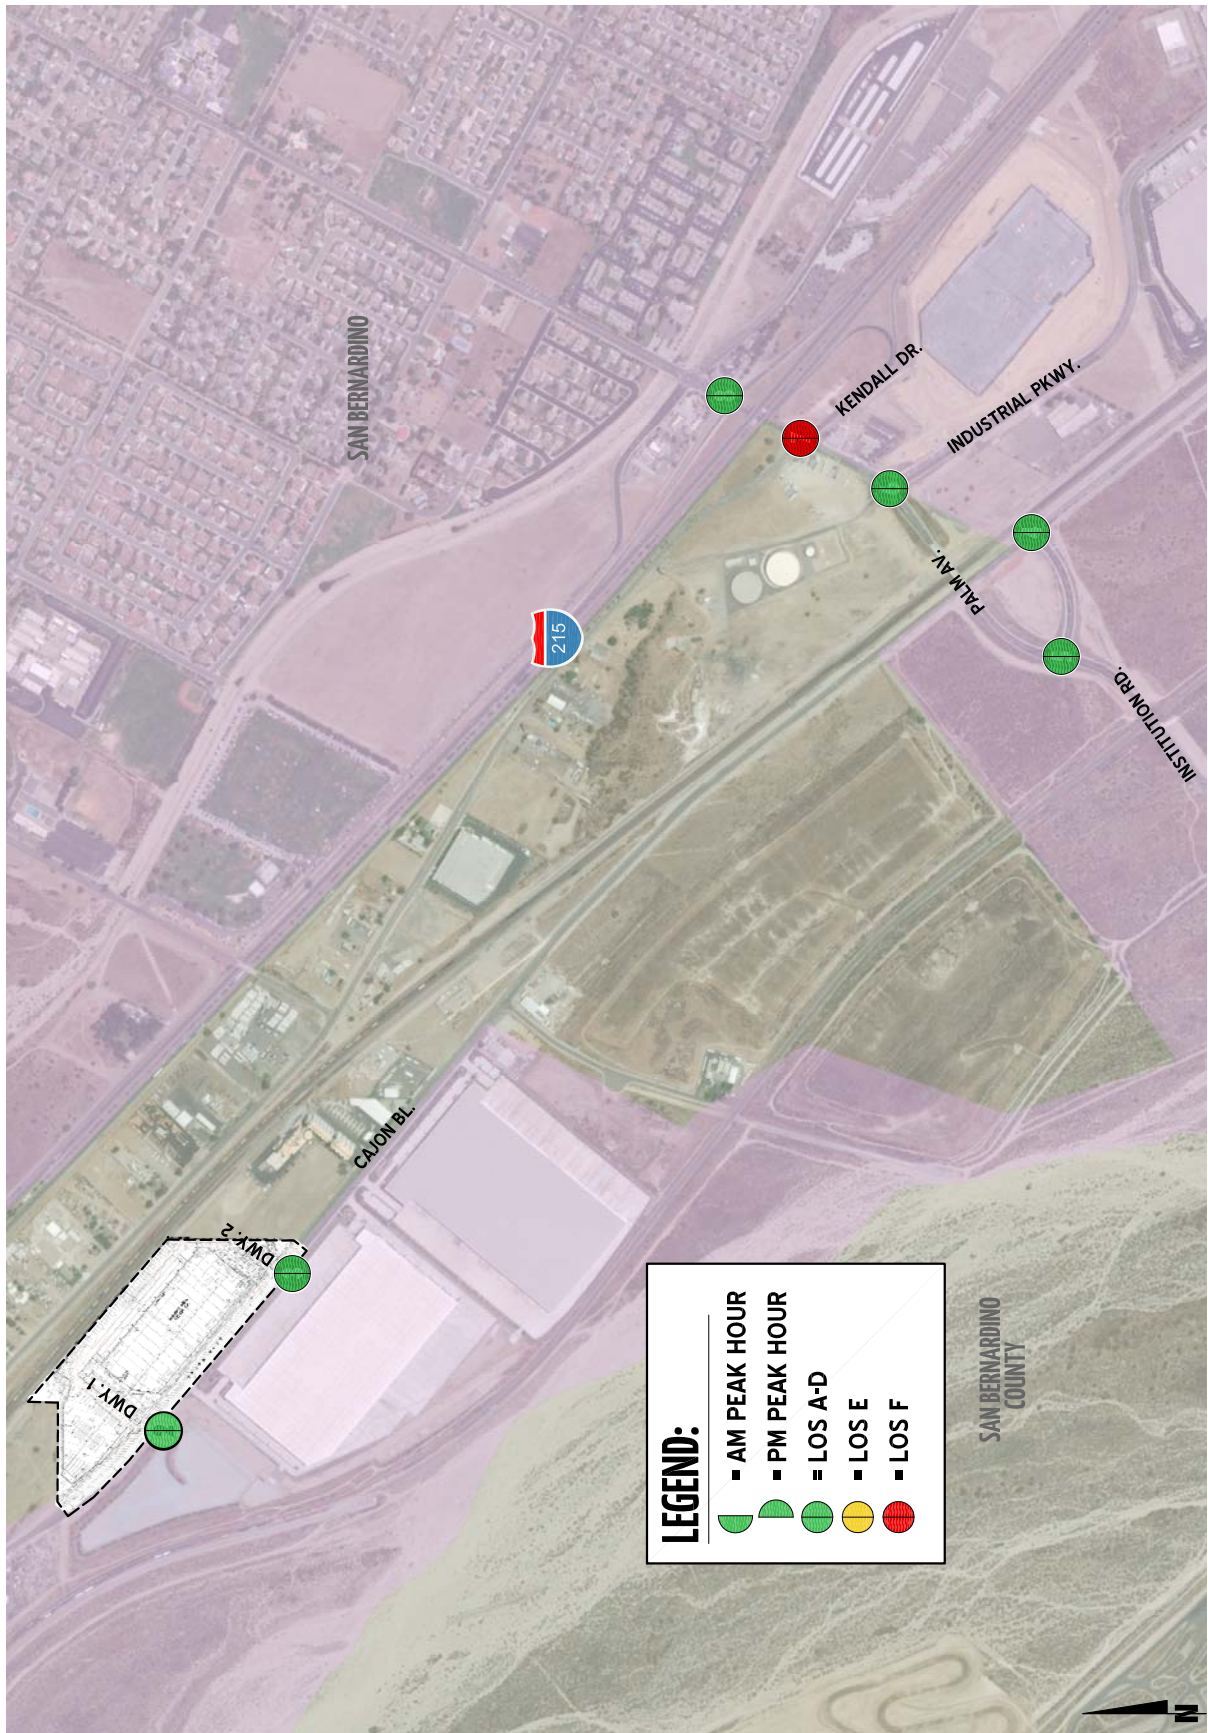 SAN BERNARDINO
215
KENDALL DR.
INDUSTRIAL PKWY.
PALM AV.
INSTITUTION RD.
CAJON BL.
DWY. 2
DWY. 1
LEGEND:
= AM PEAK HOUR
= PM PEAK HOUR
= LOS A-D
= LOS E
= LOS F
SAN BERNARDINO
COUNTY
N